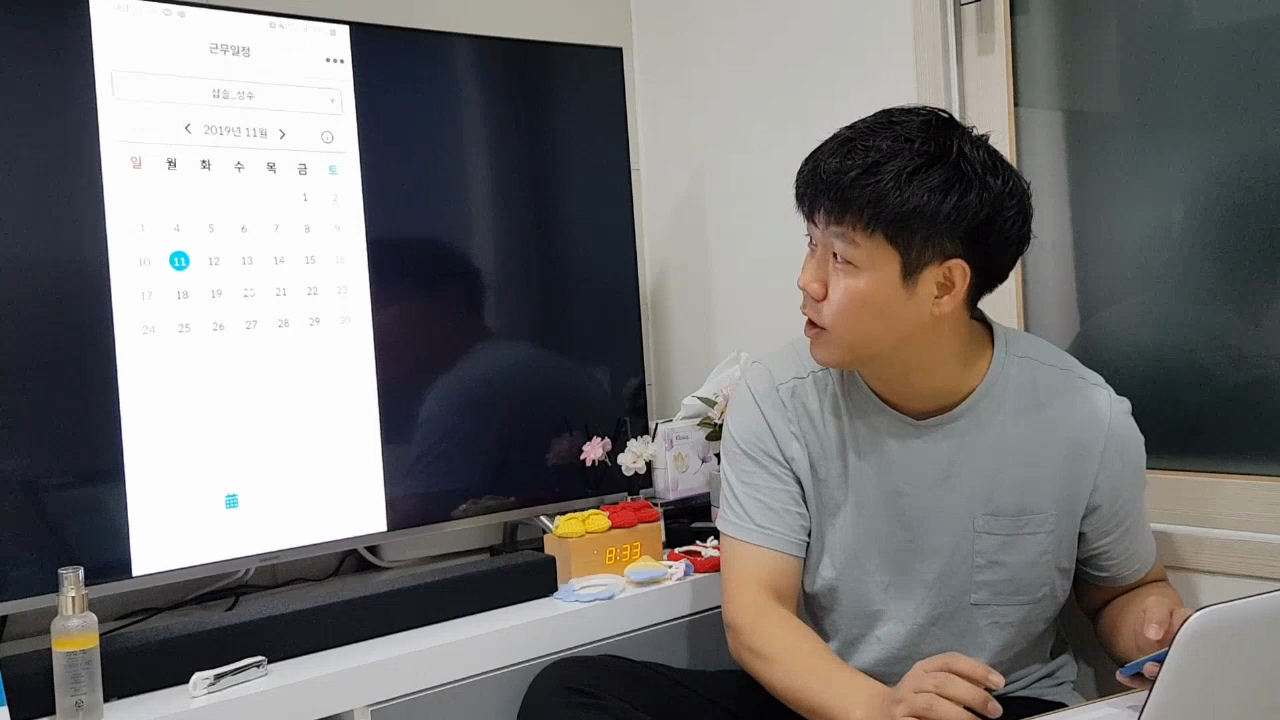 근무일정
샵솔_성수
2019년 11월
일 월 화 수 목 금 토
1 2
3 4 5 6 7 8 9
10 11 12 13 14 15 16
17 18 19 20 21 22 23
24 25 26 27 28 29 30
8:33